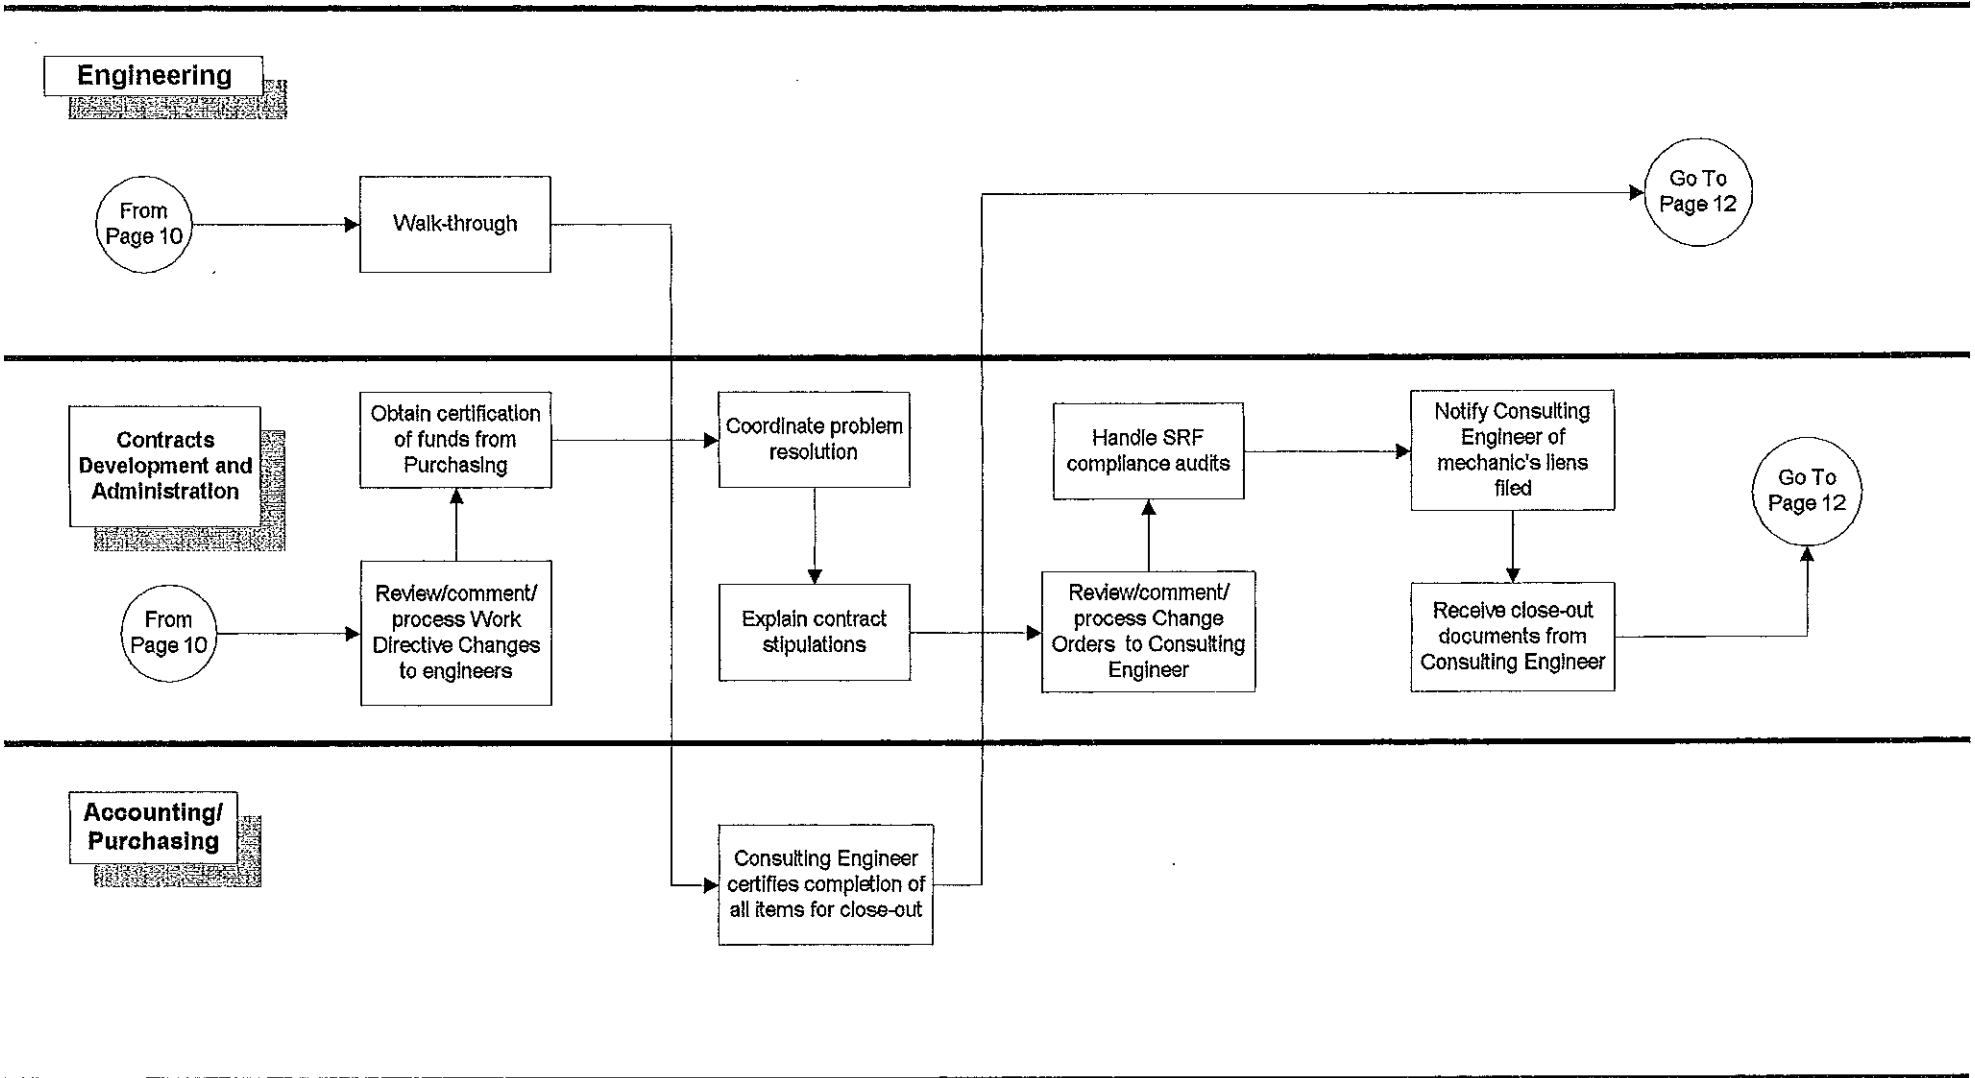 Engineering
From
Page 10
Walk-through
Go To
Page 12
Contracts
Development and
Administration
Obtain certification
of funds from
Purchasing
Coordinate problem
resolution
Handle SRF
compliance audits
Notify Consulting
Engineer of
mechanic's liens
filed
Go To
Page 12
From
Page 10
Review/comment/
process Work
Directive Changes
to engineers
Explain contract
stipulations
Review/comment/
process Change
Orders to Consulting
Engineer
Receive close-out
documents from
Consulting Engineer
Accounting/
Purchasing
Consulting Engineer
certifies completion of
all items for close-out